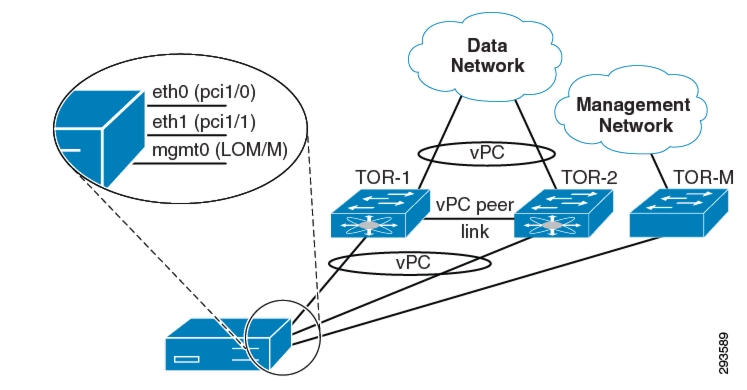 Data
Network
Management
Network
eth0 (pci1/0)
eth1 (pci1/1)
mgmt0 (LOM/M)
vPC
TOR-1
TOR-2
TOR-M
vPC peer
link
vPC
293589